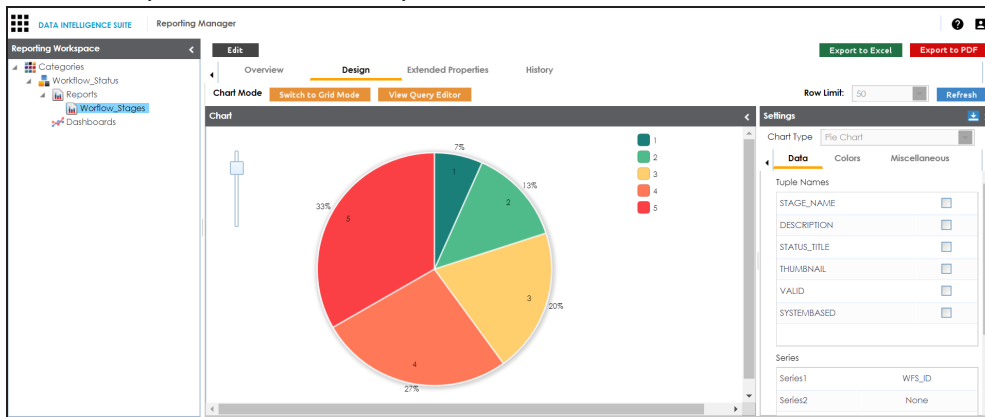 DATA INTELLIGENCE SUITE Reporting Manager
Reporting Workspace
Edit Export to Excel Export to PDF
Categories
Workflow_Status
Reports
Worflow_Stages
Dashboards
Overview Design Extended Properties History
Chart Mode Switch to Grid Mode View Query Editor Row Limit: 50 Refresh
Chart
7%
13%
20%
27%
33%
1
2
3
4
5
1
2
3
4
5
Settings
Chart Type Pie Chart
Data Colors Miscellaneous
Tuple Names
STAGE_NAME
DESCRIPTION
STATUS_TITLE
THUMBNAIL
VALID
SYSTEMBASED
Series
Series1 WFS_ID
Series2 None